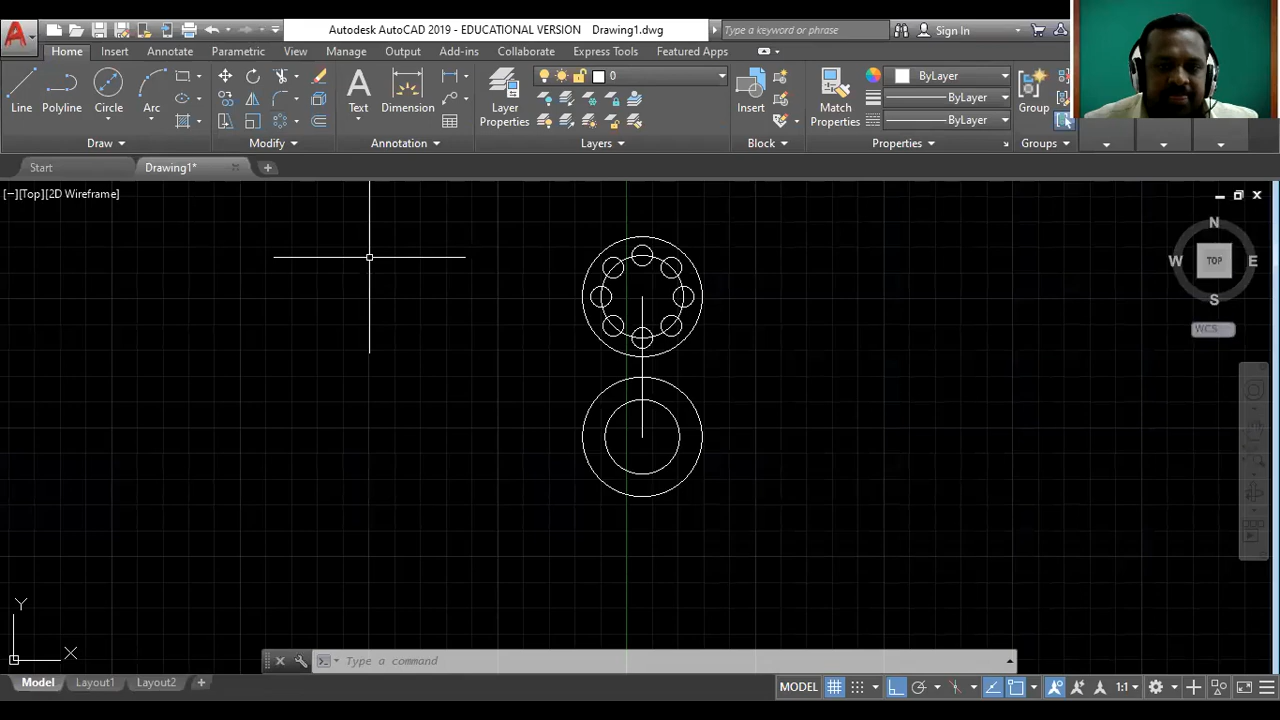 Autodesk AutoCAD 2019 - EDUCATIONAL VERSION Drawing1.dwg
Type a keyword or phrase
Sign In
Home Insert Annotate Parametric View Manage Output Add-ins Collaborate Express Tools Featured Apps
0
ByLayer
ByLayer
ByLayer
Line Polyline Circle Arc
Text Dimension
Layer Properties
Insert
Match Properties
Group
Draw Modify Annotation Layers Block Properties Groups
Start Drawing1*
[−][Top][2D Wireframe]
N
W TOP E
S
WCS
Y
X
Type a command
Model Layout1 Layout2
MODEL 1:1